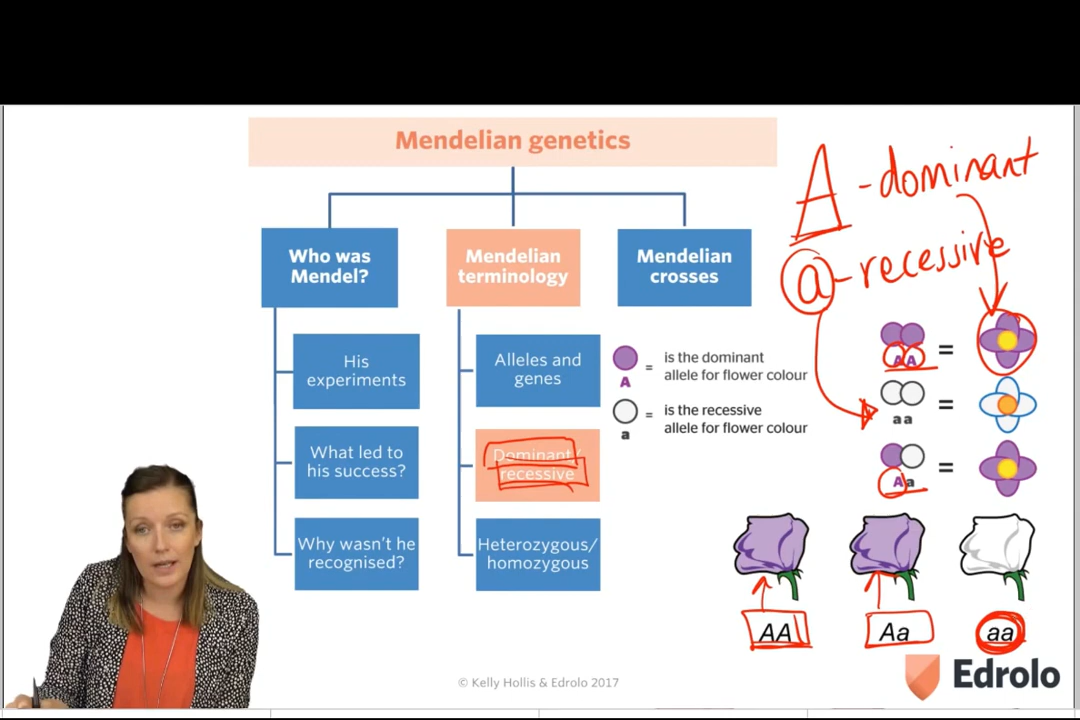 Mendelian genetics
A - dominant
a - recessive
Who was
Mendel?
Mendelian
terminology
Mendelian
crosses
His
experiments
What led to
his success?
Why wasn't he
recognised?
Alleles and
genes
Dominant/
recessive
Heterozygous/
homozygous
A = is the dominant
allele for flower colour
a = is the recessive
allele for flower colour
AA =
aa =
Aa =
AA Aa aa
© Kelly Hollis & Edrolo 2017
Edrolo